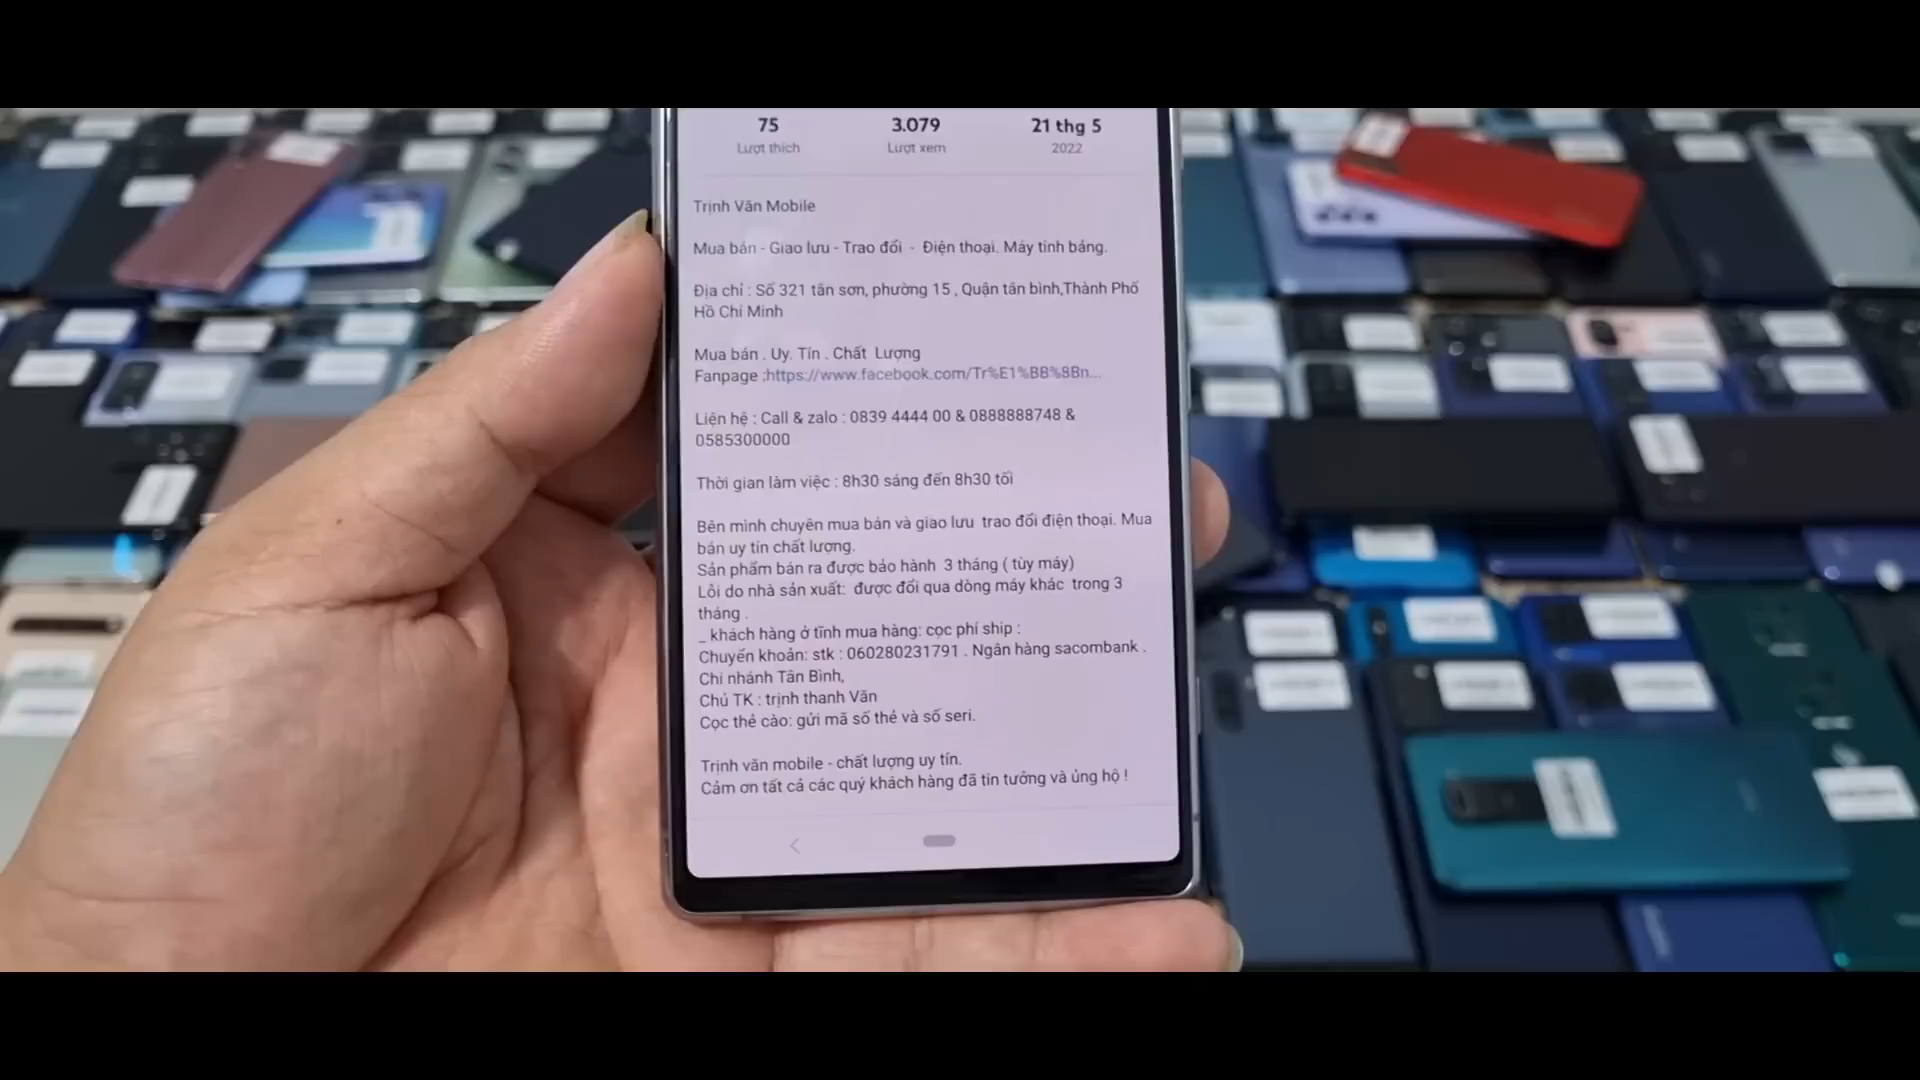 75 3.079 21 thg 5
Lượt thích Lượt xem 2022
Trịnh Văn Mobile
Mua bán - Giao lưu - Trao đổi - Điện thoại. Máy tính bảng.
Địa chỉ : Số 321 tân sơn, phường 15 , Quận tân bình,Thành Phố
Hồ Chí Minh
Mua bán . Uy. Tín . Chất Lượng
Fanpage :https://www.facebook.com/Tr%E1%BB%8Bn...
Liện hệ : Call & zalo : 0839 4444 00 & 0888888748 &
0585300000
Thời gian làm việc : 8h30 sáng đến 8h30 tối
Bên mình chuyên mua bán và giao lưu trao đổi điện thoại. Mua
bán uy tín chất lượng.
Sản phẩm bán ra được bảo hành 3 tháng ( tùy máy)
Lỗi do nhà sản xuất: được đổi qua dòng máy khác trong 3
tháng .
_ khách hàng ở tĩnh mua hàng: cọc phí ship :
Chuyển khoản: stk : 060280231791 . Ngân hàng sacombank .
Chi nhánh Tân Bình,
Chủ TK : trịnh thanh Văn
Cọc thẻ cào: gửi mã số thẻ và số seri.
Trịnh văn mobile - chất lượng uy tín.
Cảm ơn tất cả các quý khách hàng đã tin tưởng và ủng hộ !